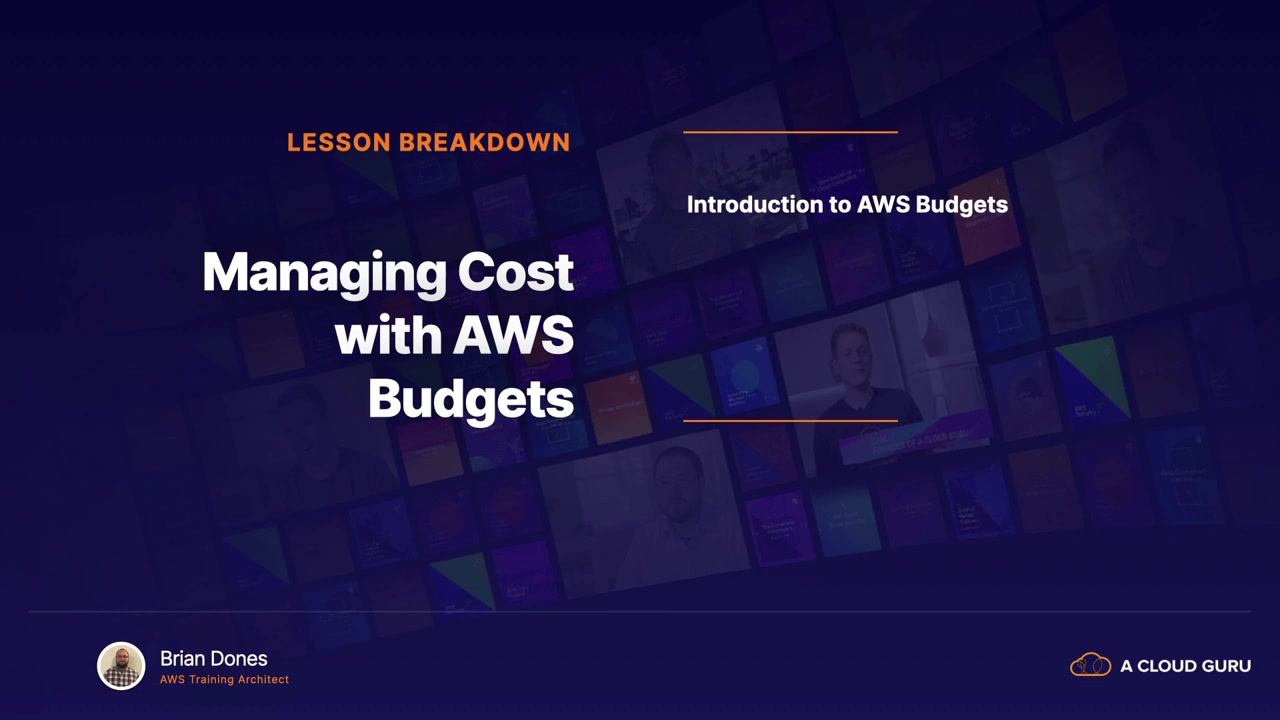 LESSON BREAKDOWN
Managing Cost
with AWS
Budgets
Introduction to AWS Budgets
Brian Dones
AWS Training Architect
A CLOUD GURU